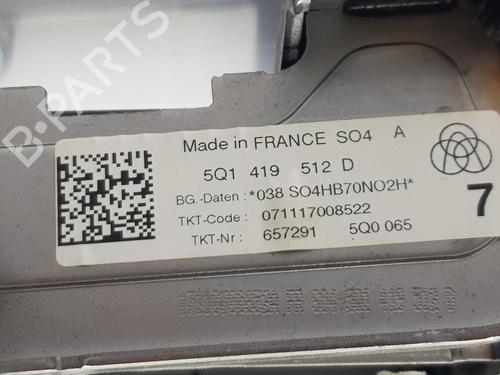 Made in FRANCE SO4 A
5Q1 419 512 D
BG.-Daten : *038 SO4HB70NO2H*
TKT-Code : 071117008522
TKT-Nr : 657291 5Q0 065
7
B-PARTS